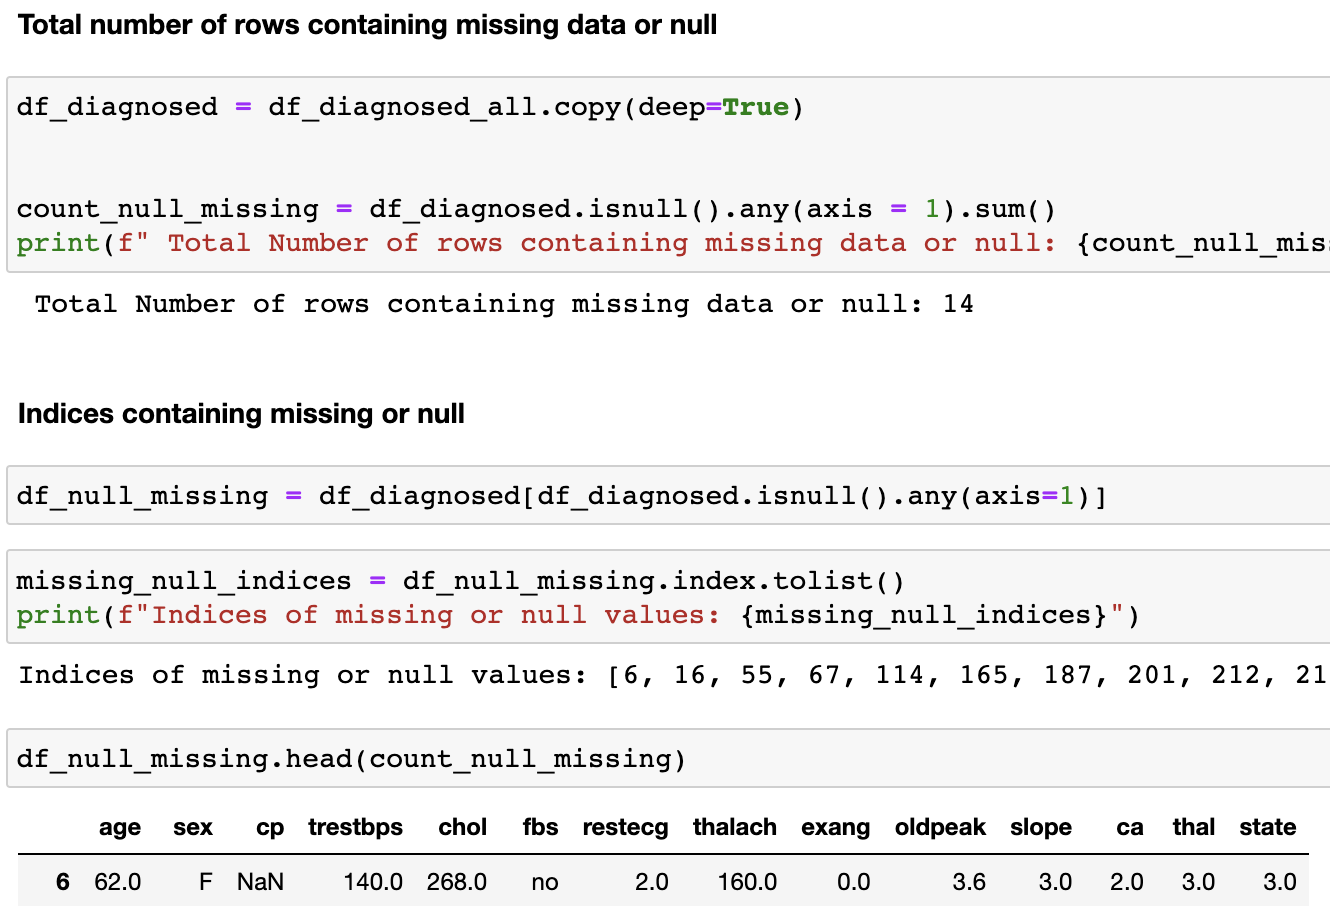 Total number of rows containing missing data or null
df_diagnosed = df_diagnosed_all.copy(deep=True)
count_null_missing = df_diagnosed.isnull().any(axis = 1).sum()
print(f" Total Number of rows containing missing data or null: {count_null_mis
Total Number of rows containing missing data or null: 14
Indices containing missing or null
df_null_missing = df_diagnosed[df_diagnosed.isnull().any(axis=1)]
missing_null_indices = df_null_missing.index.tolist()
print(f"Indices of missing or null values: {missing_null_indices}")
Indices of missing or null values: [6, 16, 55, 67, 114, 165, 187, 201, 212, 21
df_null_missing.head(count_null_missing)
age sex cp trestbps chol fbs restecg thalach exang oldpeak slope ca thal state
6 62.0 F NaN 140.0 268.0 no 2.0 160.0 0.0 3.6 3.0 2.0 3.0 3.0